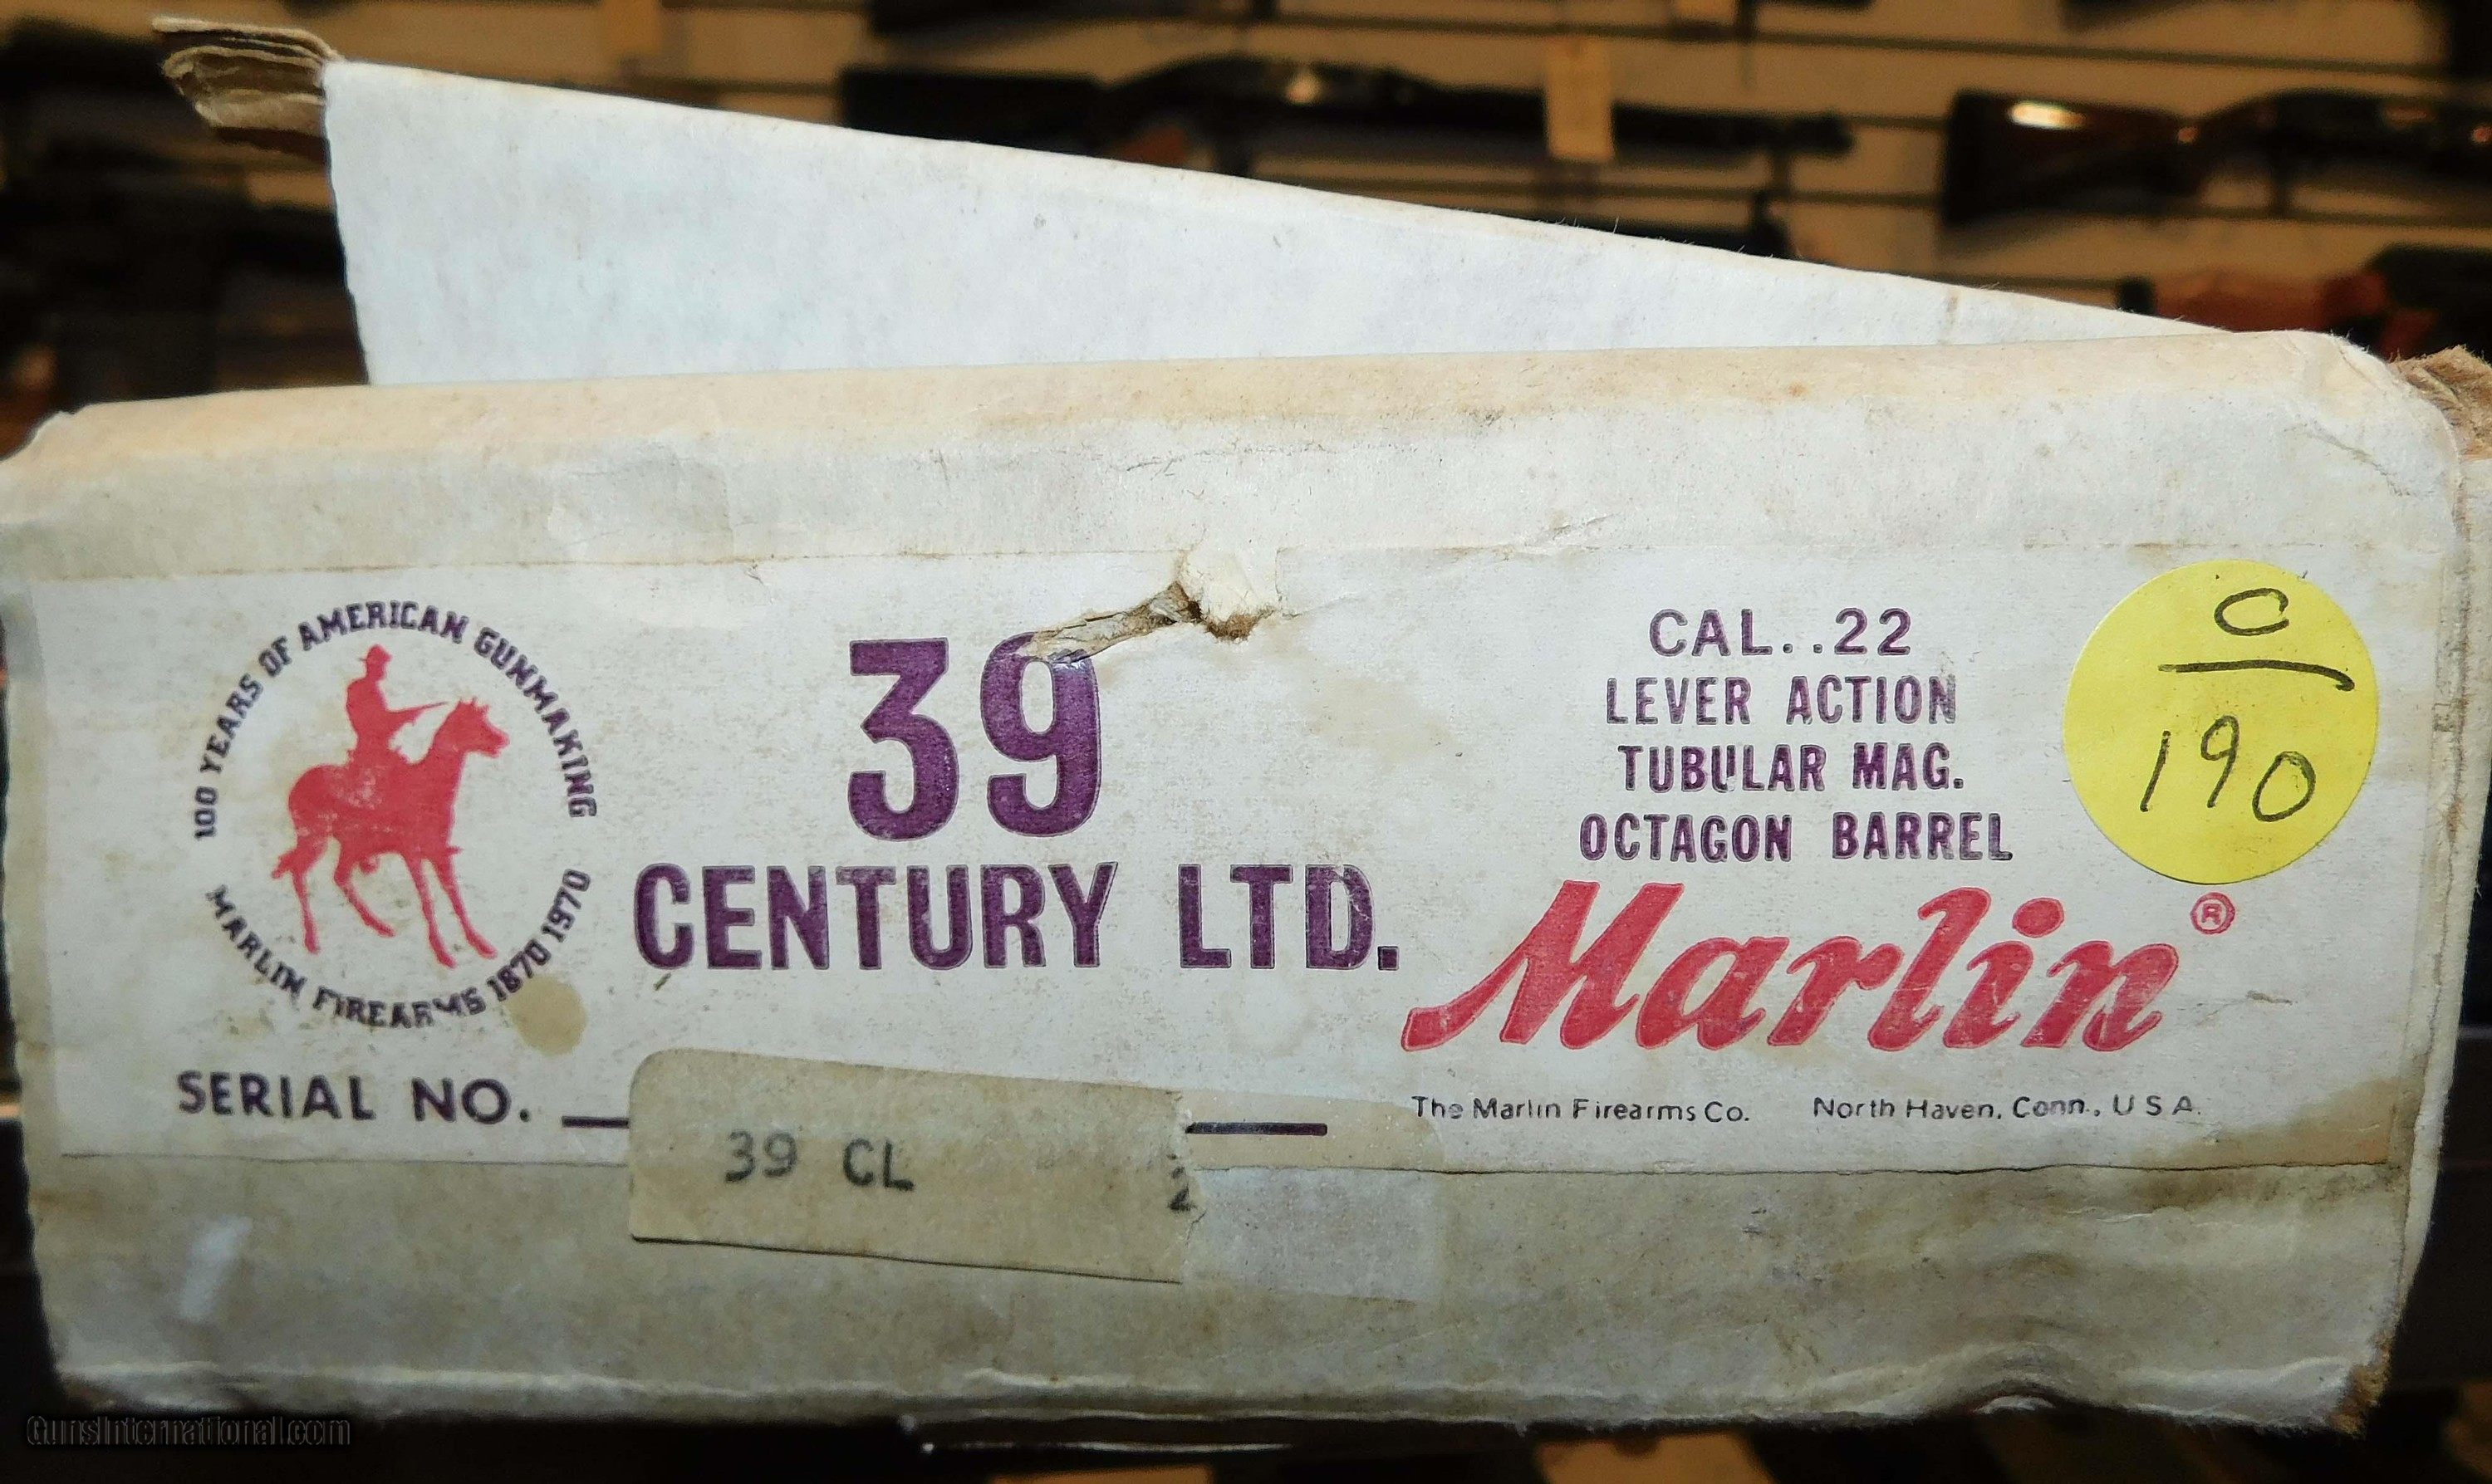 100 YEARS OF AMERICAN GUNMAKING
MARLIN FIREARMS 1870 1970
39
CENTURY LTD.
CAL. .22
LEVER ACTION
TUBULAR MAG.
OCTAGON BARREL
Marlin ®
C
190
SERIAL NO.
39 CL 2
The Marlin Firearms Co. North Haven, Conn., U S A.
GunsInternational.com